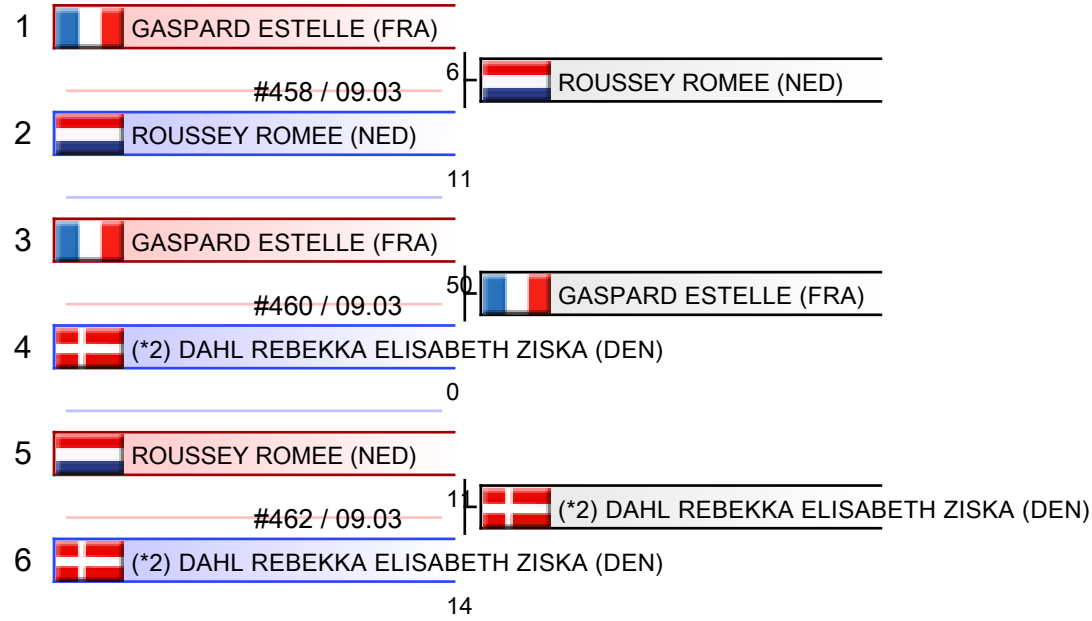 1 GASPARD ESTELLE (FRA)
6 ROUSSEY ROMEE (NED)
#458 / 09.03
2 ROUSSEY ROMEE (NED)
11
3 GASPARD ESTELLE (FRA)
50 GASPARD ESTELLE (FRA)
#460 / 09.03
4 (*2) DAHL REBEKKA ELISABETH ZISKA (DEN)
0
5 ROUSSEY ROMEE (NED)
11 (*2) DAHL REBEKKA ELISABETH ZISKA (DEN)
#462 / 09.03
6 (*2) DAHL REBEKKA ELISABETH ZISKA (DEN)
14